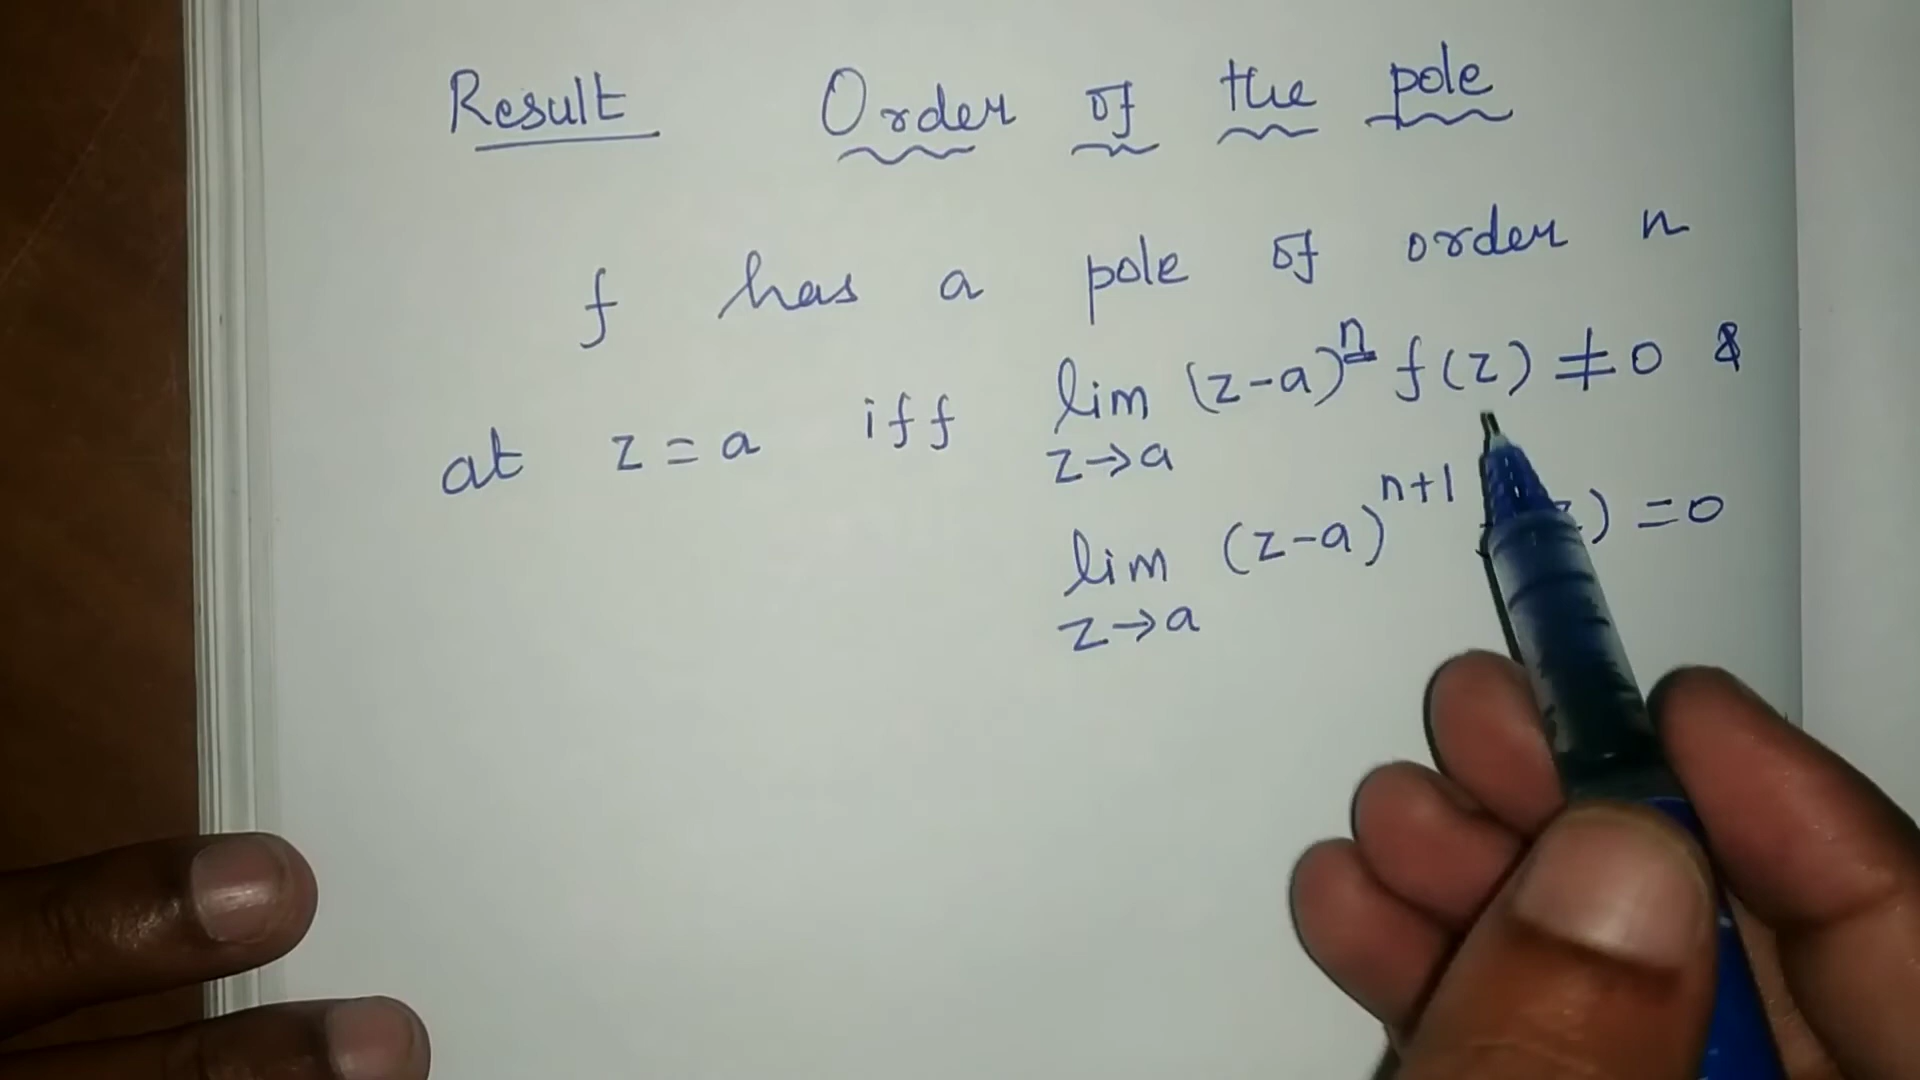 Result Order of the pole
f has a pole of order n
at z = a iff lim (z-a)^n f(z) ≠ 0 &
z→a
lim (z-a)^{n+1} z) = 0
z→a